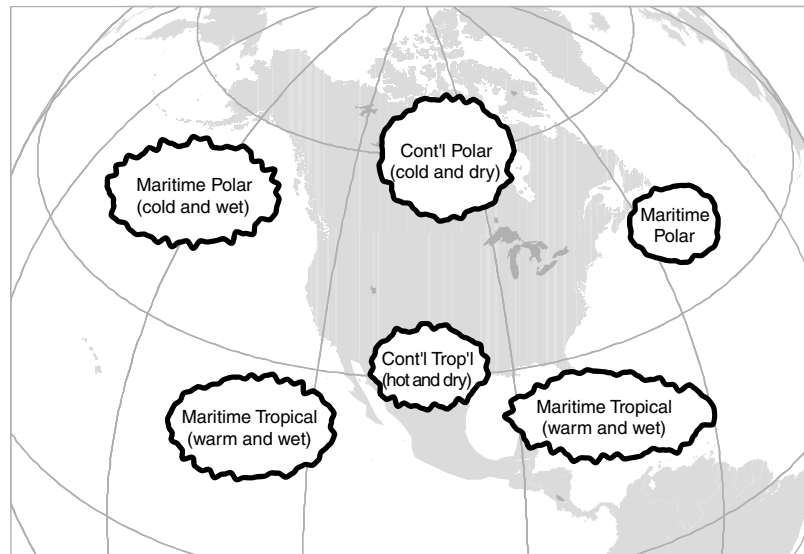 Maritime Polar
(cold and wet)
Cont'l Polar
(cold and dry)
Maritime
Polar
Cont'l Trop'l
(hot and dry)
Maritime Tropical
(warm and wet)
Maritime Tropical
(warm and wet)